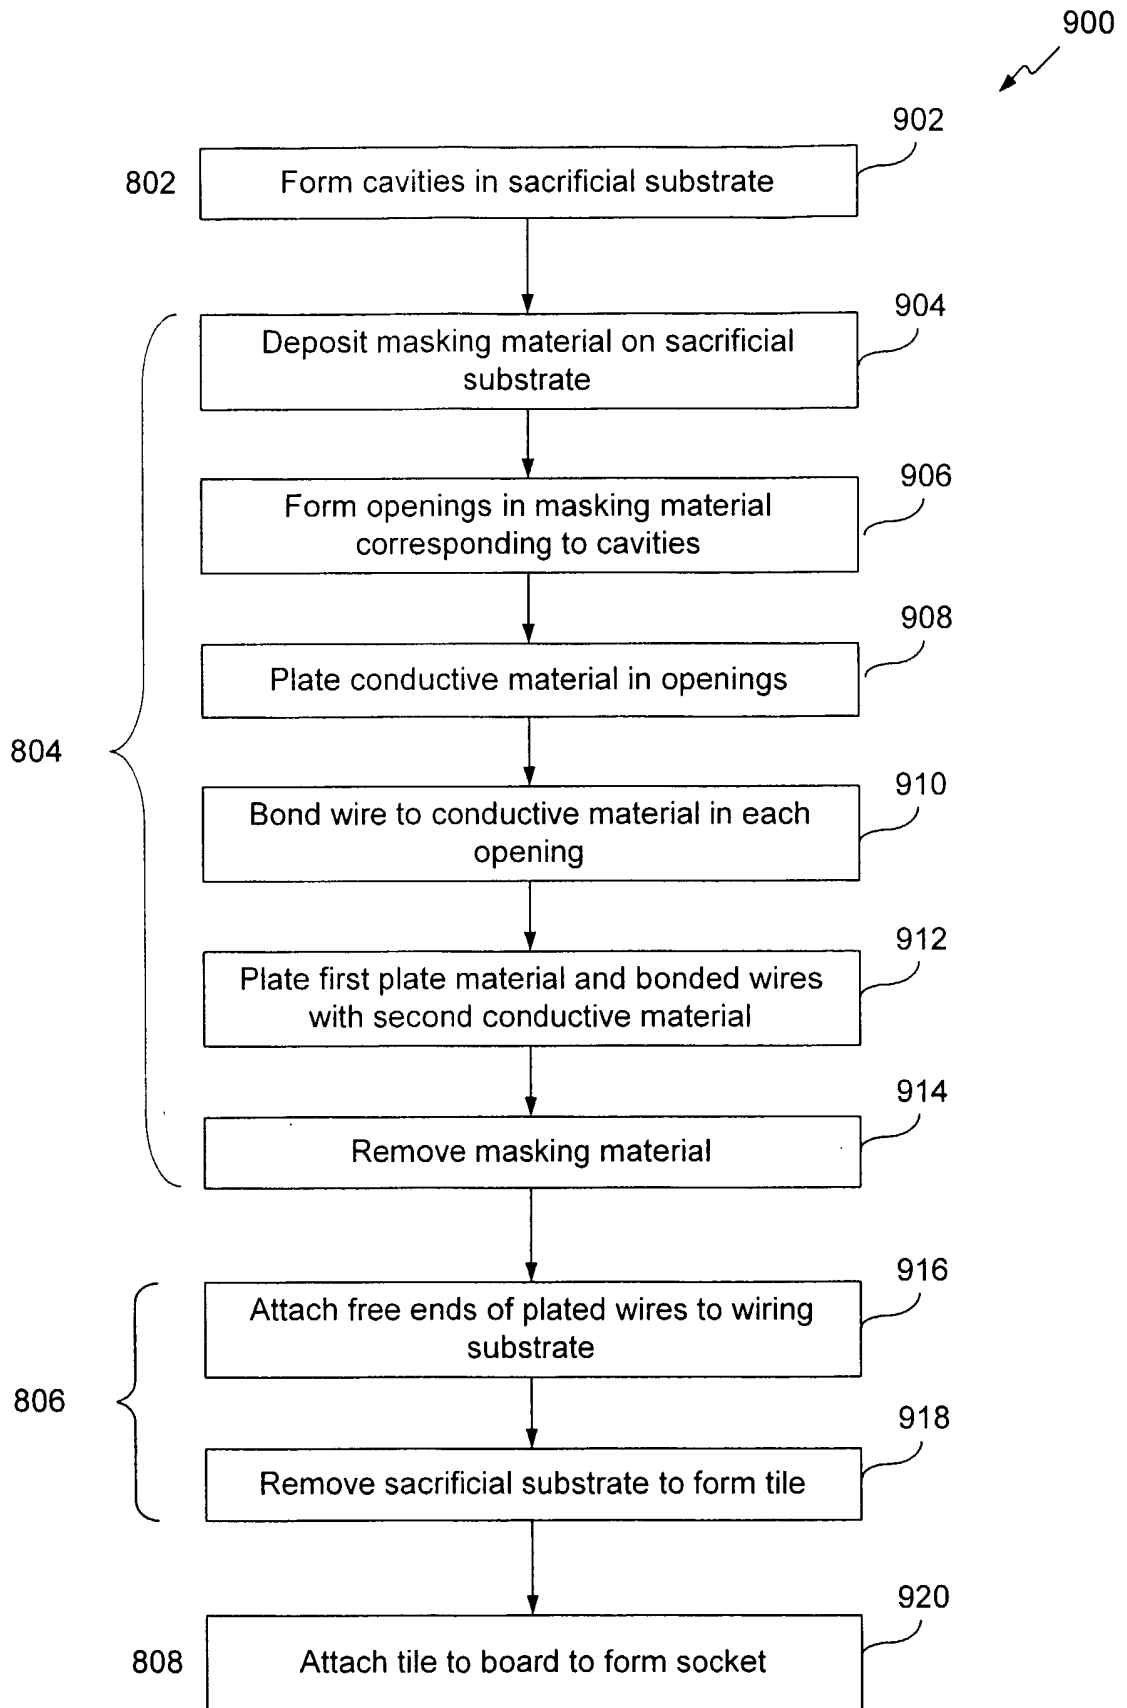 900
902
802
Form cavities in sacrificial substrate
904
Deposit masking material on sacrificial
substrate
906
Form openings in masking material
corresponding to cavities
908
Plate conductive material in openings
804
910
Bond wire to conductive material in each
opening
912
Plate first plate material and bonded wires
with second conductive material
914
Remove masking material
916
Attach free ends of plated wires to wiring
substrate
806
918
Remove sacrificial substrate to form tile
920
808
Attach tile to board to form socket